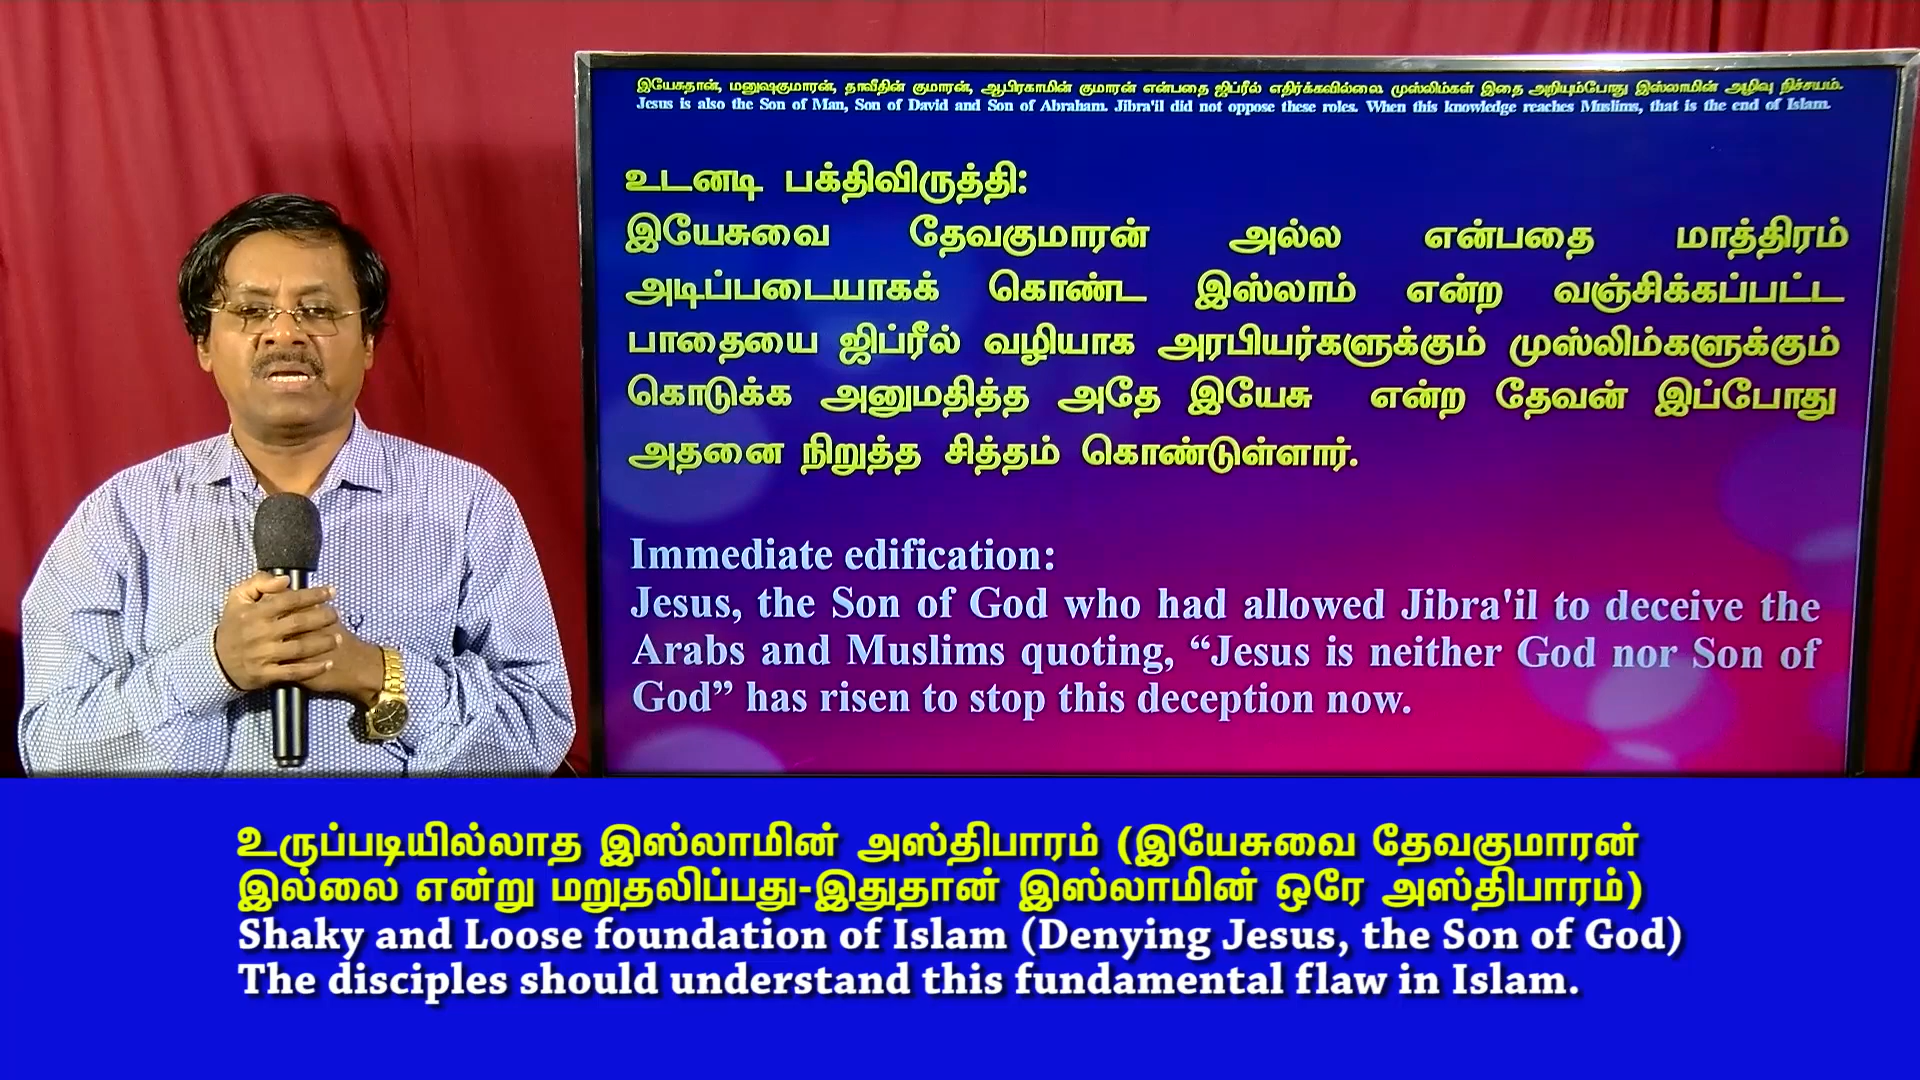 இயேசுதான், மனுஷகுமாரன், தாவீதின் குமாரன், ஆபிரகாமின் குமாரன் என்பதை ஜிப்ரீல் எதிர்க்கவில்லை. முஸ்லிம்கள் இதை அறியும்போது இஸ்லாமின் அழிவு நிச்சயம்.
Jesus is also the Son of Man, Son of David and Son of Abraham. Jibra'il did not oppose these roles. When this knowledge reaches Muslims, that is the end of Islam.
உடனடி பக்திவிருத்தி:
இயேசுவை தேவகுமாரன் அல்ல என்பதை மாத்திரம்
அடிப்படையாகக் கொண்ட இஸ்லாம் என்ற வஞ்சிக்கப்பட்ட
பாதையை ஜிப்ரீல் வழியாக அரபியர்களுக்கும் முஸ்லிம்களுக்கும்
கொடுக்க அனுமதித்த அதே இயேசு என்ற தேவன் இப்போது
அதனை நிறுத்த சித்தம் கொண்டுள்ளார்.
Immediate edification:
Jesus, the Son of God who had allowed Jibra'il to deceive the
Arabs and Muslims quoting, “Jesus is neither God nor Son of
God” has risen to stop this deception now.
உருப்படியில்லாத இஸ்லாமின் அஸ்திபாரம் (இயேசுவை தேவகுமாரன்
இல்லை என்று மறுதலிப்பது-இதுதான் இஸ்லாமின் ஒரே அஸ்திபாரம்)
Shaky and Loose foundation of Islam (Denying Jesus, the Son of God)
The disciples should understand this fundamental flaw in Islam.